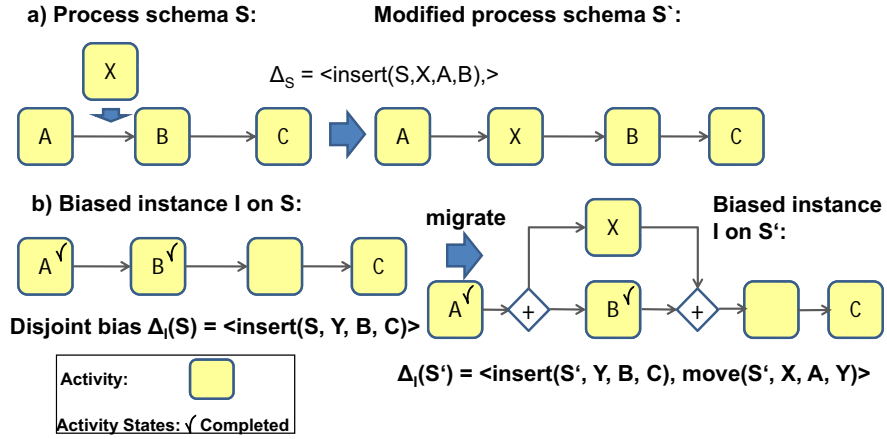 a) Process schema S:
Modified process schema S`:
X
ΔS = <insert(S,X,A,B),>
A
B
C
A
X
B
C
b) Biased instance I on S:
migrate
Biased instance
I on S‘:
X
A√
B√
C
A√
+
B√
+
C
Disjoint bias ΔI(S) = <insert(S, Y, B, C)>
ΔI(S‘) = <insert(S‘, Y, B, C), move(S‘, X, A, Y)>
Activity:
Activity States: √ Completed